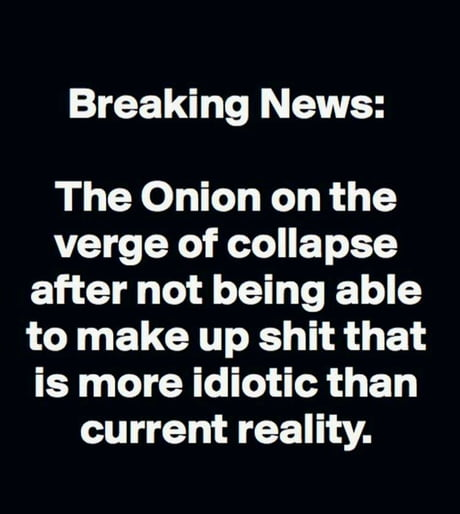 Breaking News:
The Onion on the
verge of collapse
after not being able
to make up shit that
is more idiotic than
current reality.